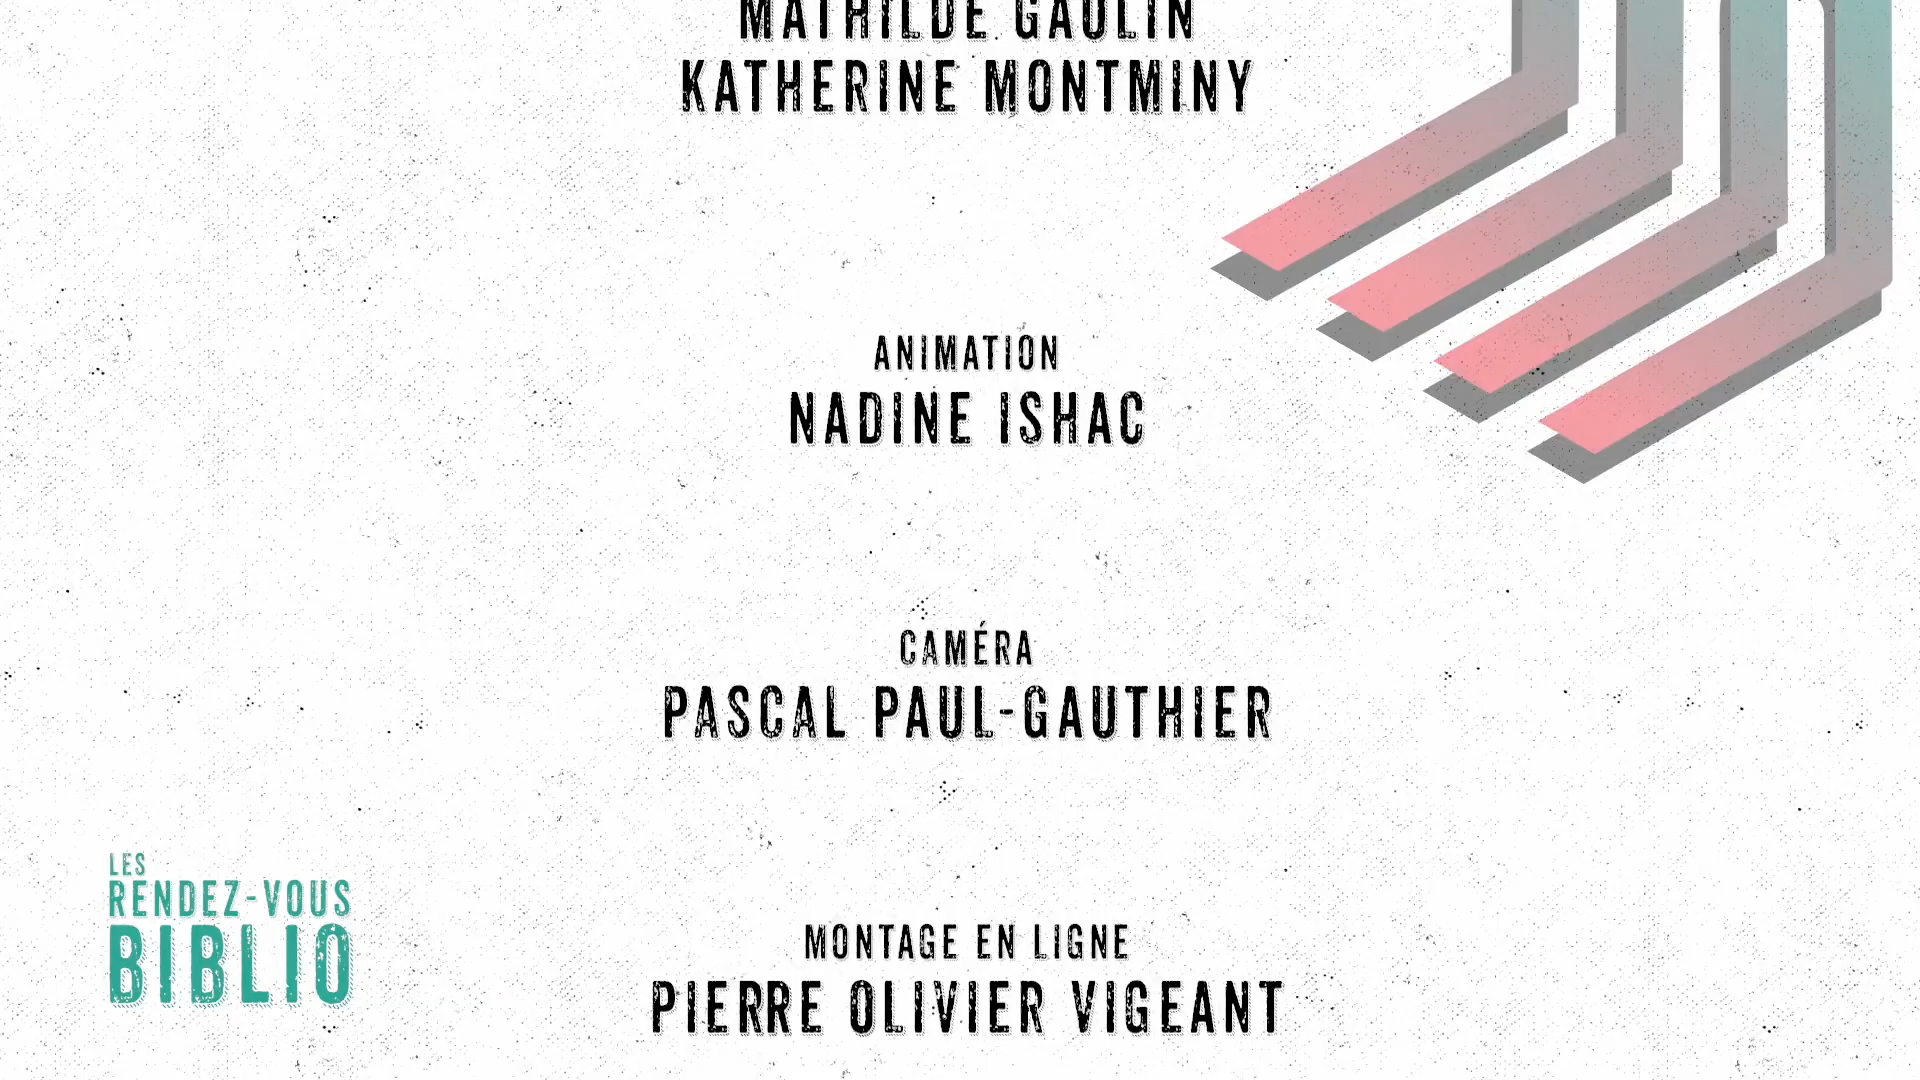 MATHILDE GAULIN
KATHERINE MONTMINY
ANIMATION
NADINE ISHAC
CAMÉRA
PASCAL PAUL-GAUTHIER
MONTAGE EN LIGNE
PIERRE OLIVIER VIGEANT
LES
RENDEZ-VOUS
BIBLIO